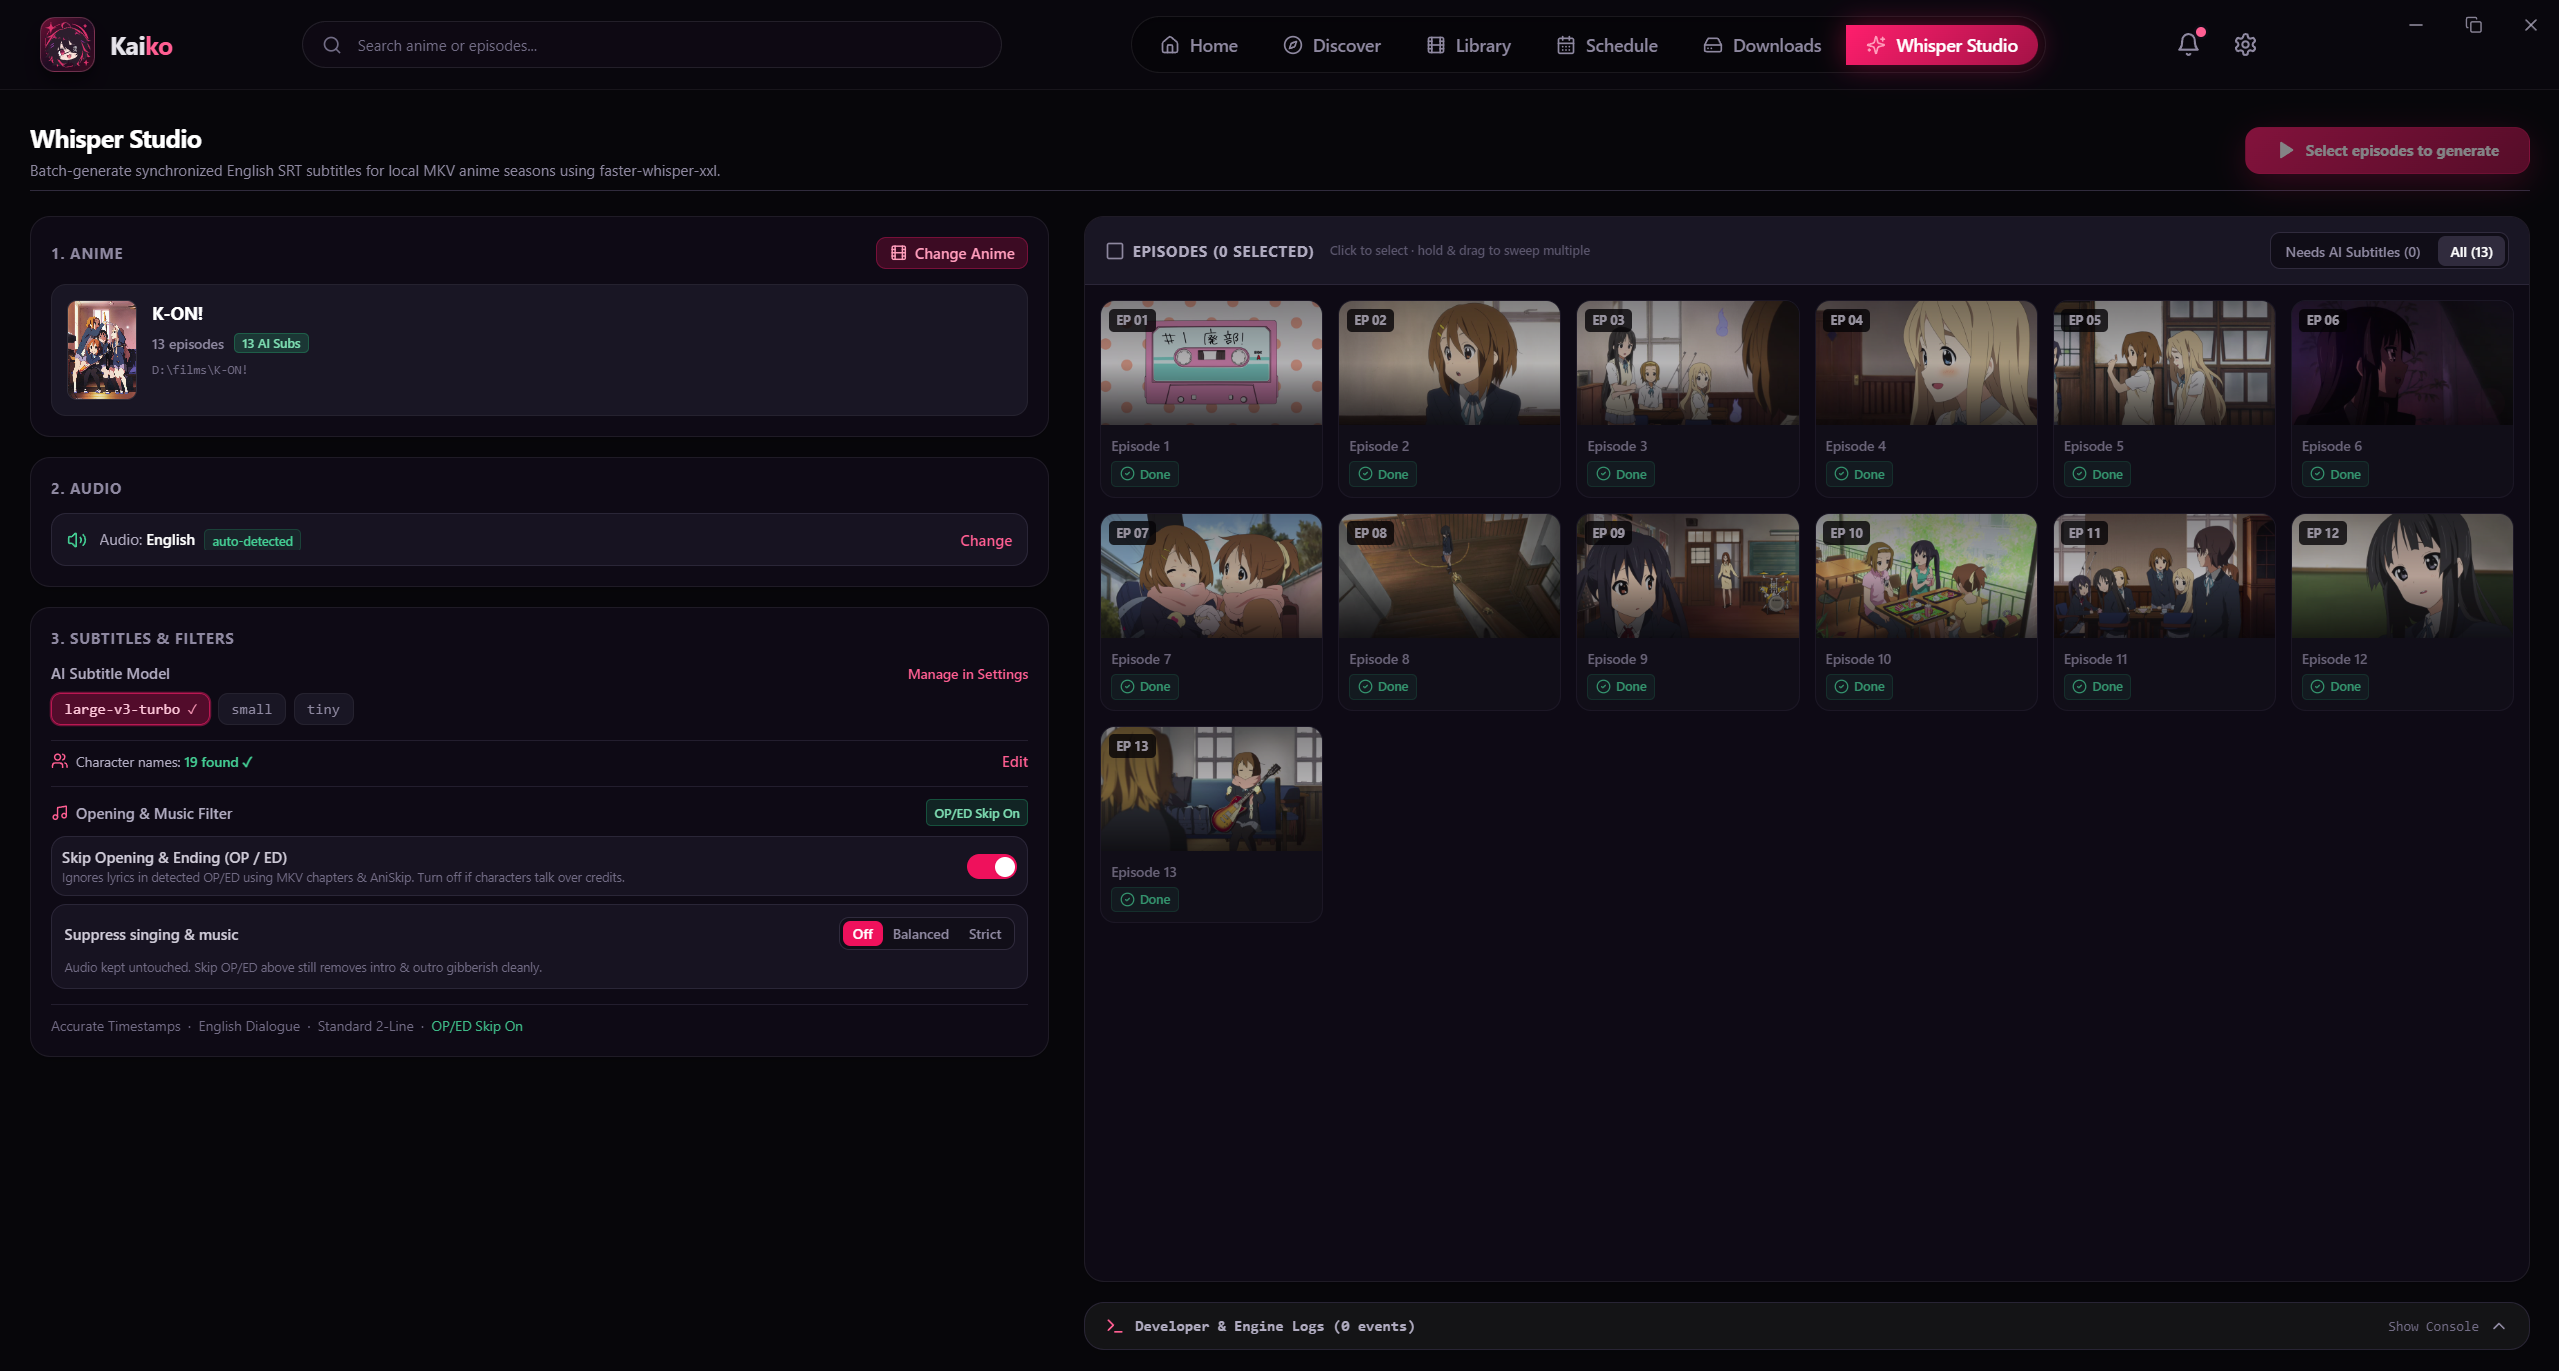 Kaiko
Search anime or episodes...
Home
Discover
Library
Schedule
Downloads
Whisper Studio
Whisper Studio
Batch-generate synchronized English SRT subtitles for local MKV anime seasons using faster-whisper-xxl.
Select episodes to generate
1. ANIME
Change Anime
K-ON!
13 episodes
13 AI Subs
D:\films\K-ON!
2. AUDIO
Audio: English
auto-detected
Change
3. SUBTITLES & FILTERS
AI Subtitle Model
Manage in Settings
large-v3-turbo ✓
small
tiny
Character names: 19 found ✓
Edit
Opening & Music Filter
OP/ED Skip On
Skip Opening & Ending (OP / ED)
Ignores lyrics in detected OP/ED using MKV chapters & AniSkip. Turn off if characters talk over credits.
Suppress singing & music
Off
Balanced
Strict
Audio kept untouched. Skip OP/ED above still removes intro & outro gibberish cleanly.
Accurate Timestamps · English Dialogue · Standard 2-Line · OP/ED Skip On
EPISODES (0 SELECTED)
Click to select · hold & drag to sweep multiple
Needs AI Subtitles (0)
All (13)
EP 01
#1 廃部!
A
Episode 1
Done
EP 02
Episode 2
Done
EP 03
Episode 3
Done
EP 04
Episode 4
Done
EP 05
Episode 5
Done
EP 06
Episode 6
Done
EP 07
Episode 7
Done
EP 08
Episode 8
Done
EP 09
Episode 9
Done
EP 10
Episode 10
Done
EP 11
Episode 11
Done
EP 12
Episode 12
Done
EP 13
Episode 13
Done
Developer & Engine Logs (0 events)
Show Console